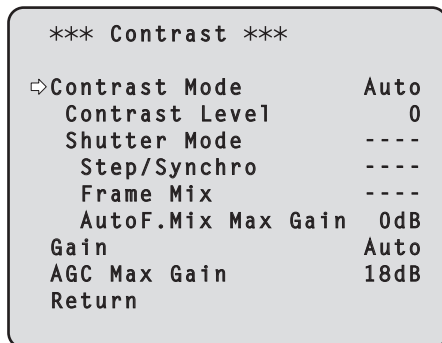 *** Contrast ***
⇨Contrast Mode Auto
Contrast Level 0
Shutter Mode ----
Step/Synchro ----
Frame Mix ----
AutoF.Mix Max Gain 0dB
Gain Auto
AGC Max Gain 18dB
Return